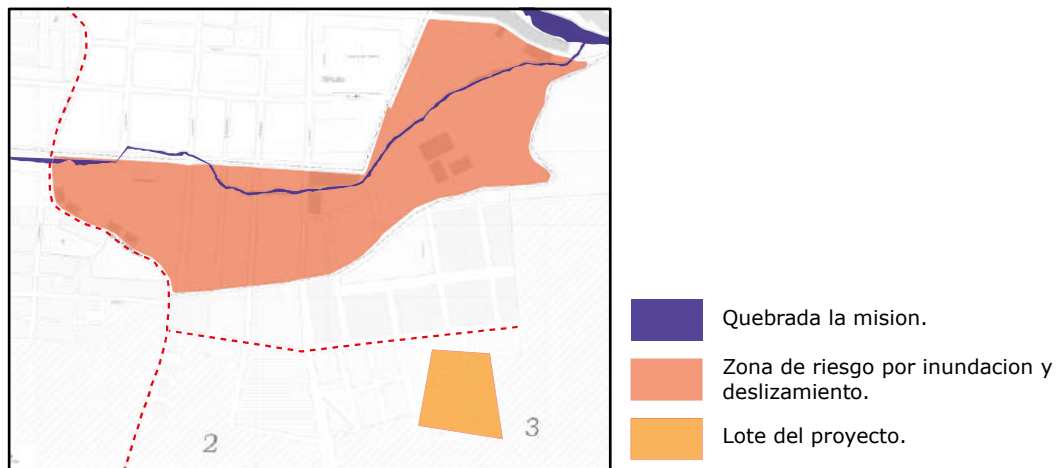 2
3
Quebrada la mision.
Zona de riesgo por inundacion y
deslizamiento.
Lote del proyecto.